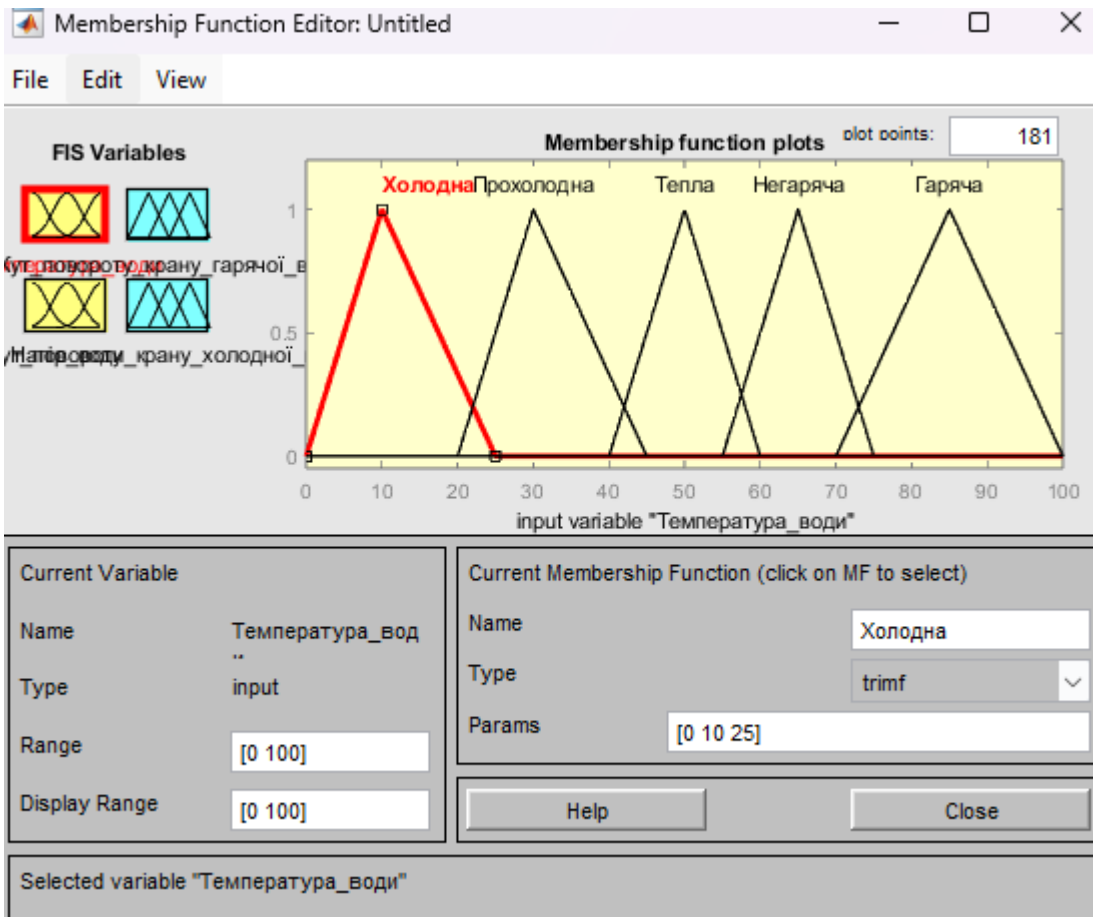 Membership Function Editor: Untitled
File Edit View
FIS Variables
Membership function plots plot points: 181
Холодна Прохолодна Тепла Негаряча Гаряча
1
0.5
0
0 10 20 30 40 50 60 70 80 90 100
input variable "Температура_води"
крану_гарячої_в
крану_холодної_
Current Variable
Name Температура_вод
и
Type input
Range [0 100]
Display Range [0 100]
Current Membership Function (click on MF to select)
Name Холодна
Type trimf
Params [0 10 25]
Help Close
Selected variable "Температура_води"